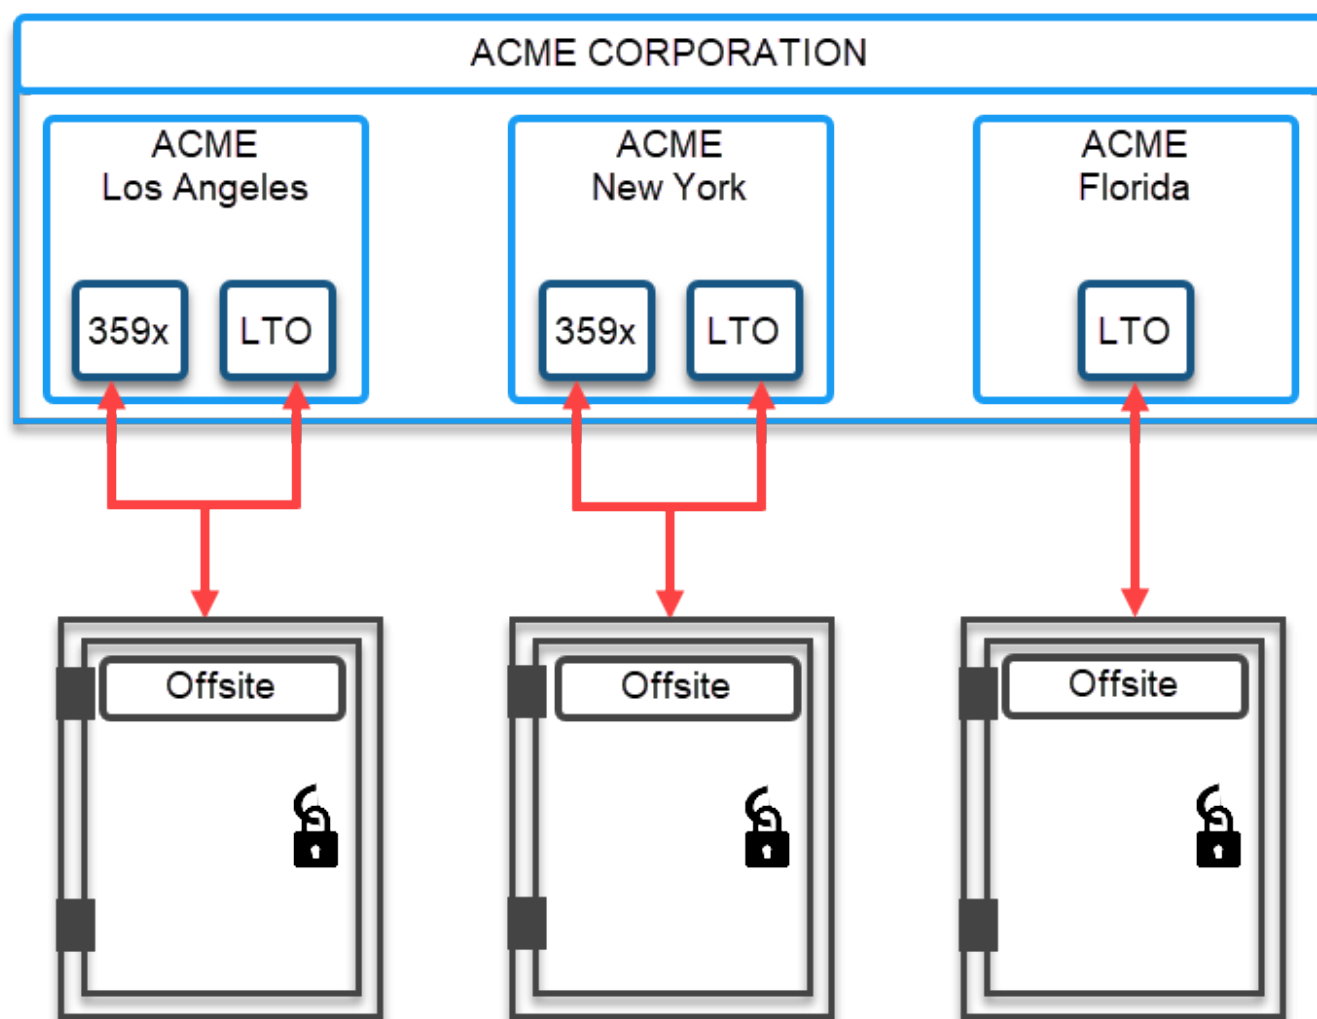 ACME CORPORATION
ACME
Los Angeles
359x
LTO
ACME
New York
359x
LTO
ACME
Florida
LTO
Offsite
Offsite
Offsite